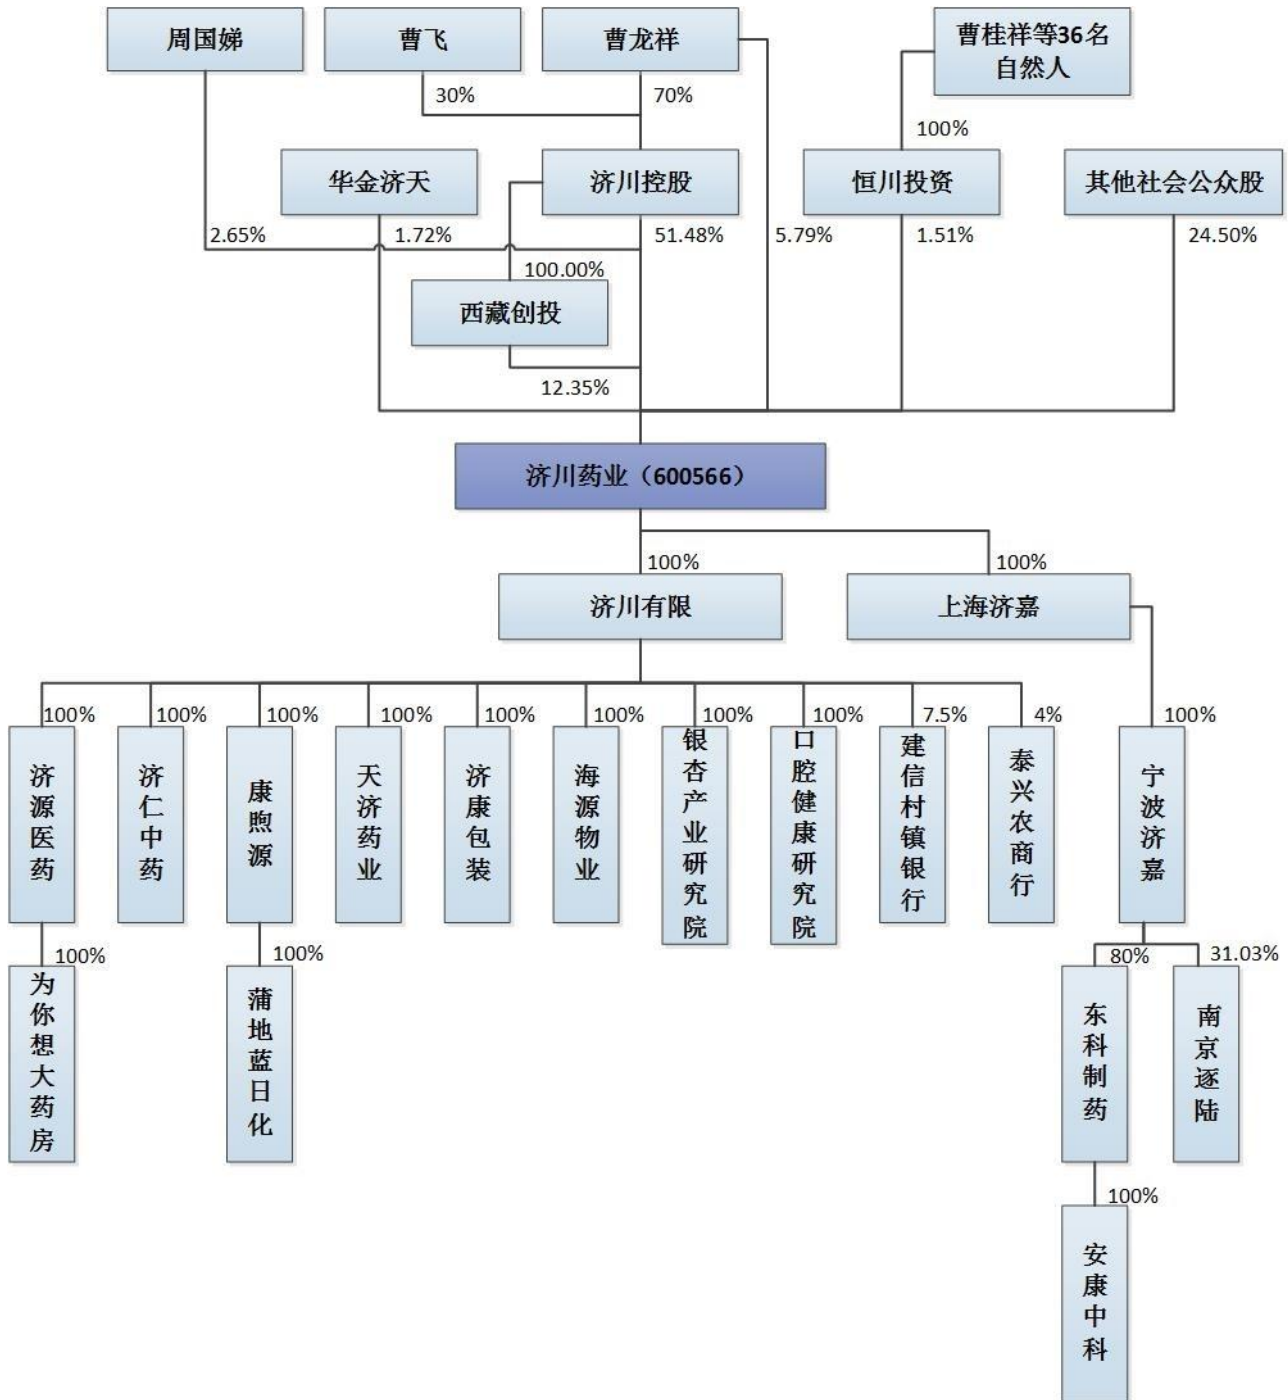 周国娣
曹飞
曹龙祥
曹桂祥等36名
自然人
30%
70%
100%
华金济天
济川控股
恒川投资
其他社会公众股
2.65%
1.72%
51.48%
5.79%
1.51%
24.50%
100.00%
西藏创投
12.35%
济川药业（600566）
100%
100%
济川有限
上海济嘉
100%
100%
100%
100%
100%
100%
100%
100%
7.5%
4%
100%
济源医药
济仁中药
康煦源
天济药业
济康包装
海源物业
银杏产业研究院
口腔健康研究院
建信村镇银行
泰兴农商行
宁波济嘉
100%
100%
80%
31.03%
为你想大药房
蒲地蓝日化
东科制药
南京逐陆
100%
安康中科